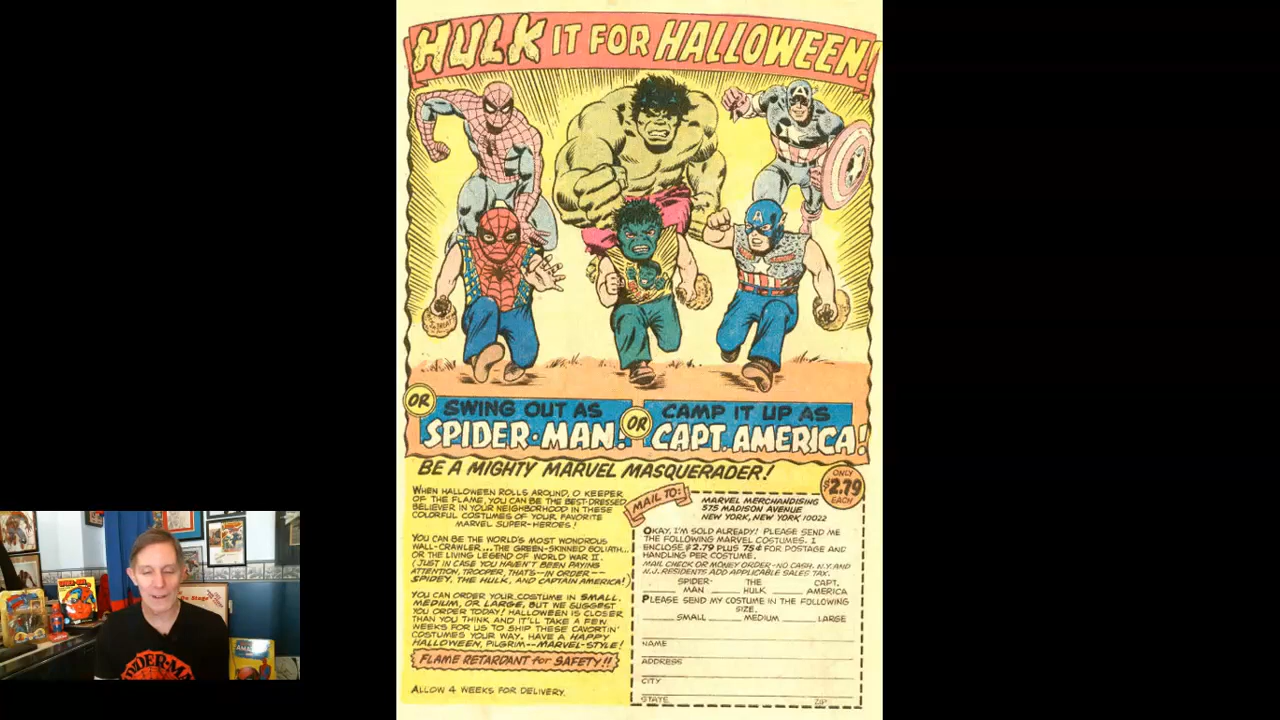 HULK IT FOR HALLOWEEN!
OR SWING OUT AS SPIDER-MAN!
OR CAMP IT UP AS CAPT. AMERICA!
BE A MIGHTY MARVEL MASQUERADER!
ONLY
$2.79
EACH
WHEN HALLOWEEN ROLLS AROUND, O KEEPER
OF THE FLAME, YOU CAN BE THE BEST-DRESSED
BELIEVER IN YOUR NEIGHBORHOOD IN THESE
COLORFUL COSTUMES OF YOUR FAVORITE
MARVEL SUPER-HEROES!
YOU CAN BE THE WORLD'S MOST WONDROUS
WALL-CRAWLER...THE GREEN-SKINNED GOLIATH...
OR THE LIVING LEGEND OF WORLD WAR II.
(JUST IN CASE YOU HAVEN'T BEEN PAYING
ATTENTION, TROOPER, THAT'S--IN ORDER--
SPIDEY, THE HULK, AND CAPTAIN AMERICA!)
YOU CAN ORDER YOUR COSTUME IN SMALL,
MEDIUM, OR LARGE, BUT WE SUGGEST
YOU ORDER TODAY! HALLOWEEN IS CLOSER
THAN YOU THINK AND IT'LL TAKE A FEW
WEEKS FOR US TO SHIP THESE CAVORTIN'
COSTUMES YOUR WAY. HAVE A HAPPY
HALLOWEEN, PILGRIM--MARVEL-STYLE!
FLAME RETARDANT for SAFETY!!
ALLOW 4 WEEKS FOR DELIVERY.
MAIL TO:
MARVEL MERCHANDISING
575 MADISON AVENUE
NEW YORK, NEW YORK 10022
OKAY, I'M SOLD ALREADY! PLEASE SEND ME
THE FOLLOWING MARVEL COSTUMES. I
ENCLOSE $2.79 PLUS 75¢ FOR POSTAGE AND
HANDLING PER COSTUME.
MAIL CHECK OR MONEY ORDER-NO CASH. N.Y. AND
N.J. RESIDENTS ADD APPLICABLE SALES TAX.
SPIDER-MAN THE HULK CAPT. AMERICA
PLEASE SEND MY COSTUME IN THE FOLLOWING
SIZE.
SMALL MEDIUM LARGE
NAME
ADDRESS
CITY
STATE ZIP